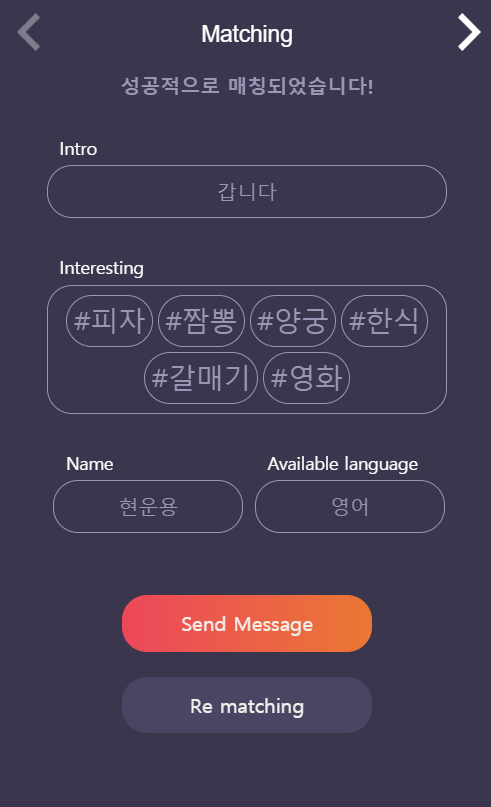 Matching
성공적으로 매칭되었습니다!
Intro
갑니다
Interesting
#피자 #짬뽕 #양궁 #한식
#갈매기 #영화
Name Available language
현운용 영어
Send Message
Re matching